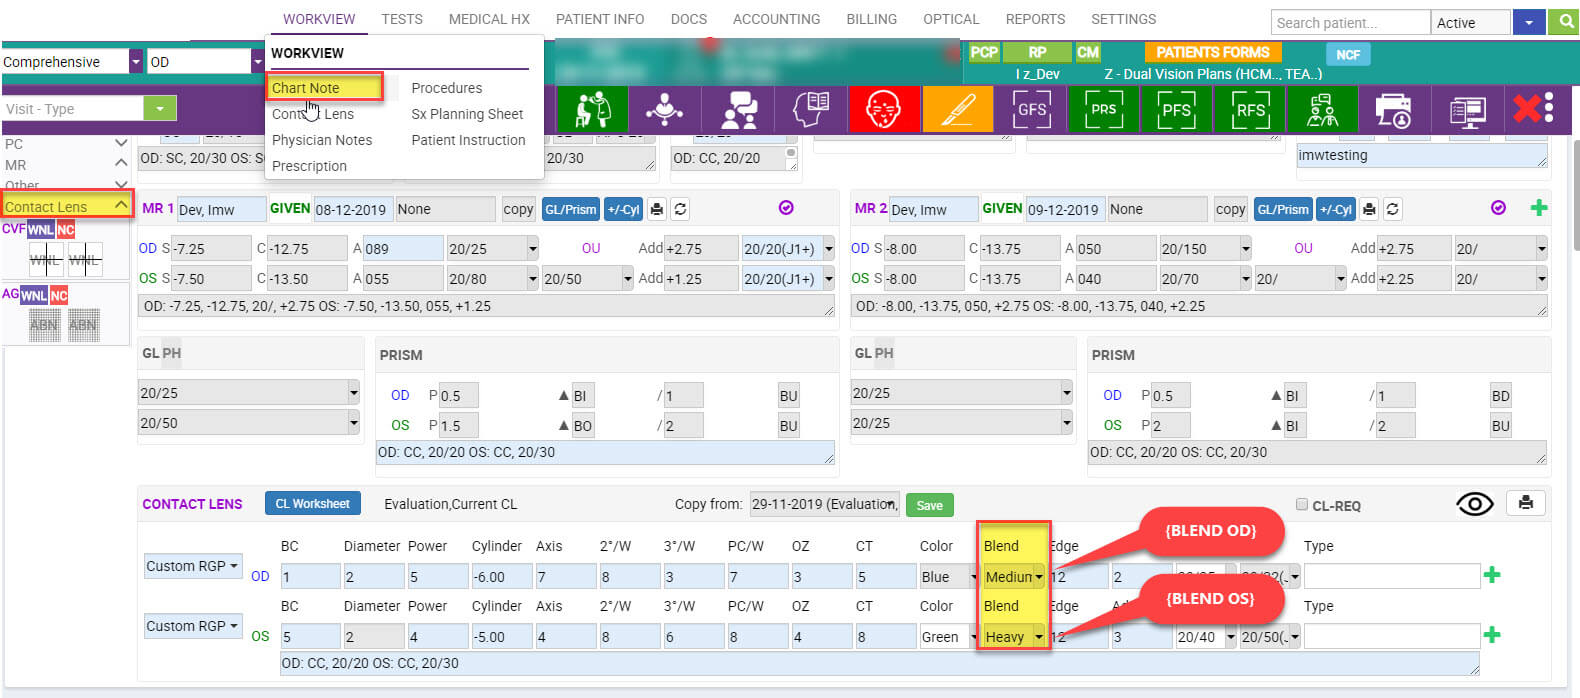 WORKVIEW TESTS MEDICAL HX PATIENT INFO DOCS ACCOUNTING BILLING OPTICAL REPORTS SETTINGS Search patient... Active
Comprehensive OD
WORKVIEW
PCP RP CM PATIENTS FORMS NCF
I z_Dev Z - Dual Vision Plans (HCM.., TEA..)
Chart Note Procedures
Visit - Type
Contact Lens Sx Planning Sheet
GFS PRS PFS RFS
Physician Notes Patient Instruction
Prescription
PC
MR
Other
OD: SC, 20/30 OS: S
20/30
OD: CC, 20/20
imwtesting
Contact Lens
CVF WNL NC
WNL WNL
AG WNL NC
ABN ABN
MR 1 Dev, Imw GIVEN 08-12-2019 None copy GL/Prism +/-Cyl
OD S -7.25 C -12.75 A 089 20/25 OU Add +2.75 20/20(J1+)
OS S -7.50 C -13.50 A 055 20/80 20/50 Add +1.25 20/20(J1+)
OD: -7.25, -12.75, 20/, +2.75 OS: -7.50, -13.50, 055, +1.25
MR 2 Dev, Imw GIVEN 09-12-2019 None copy GL/Prism +/-Cyl
OD S -8.00 C -13.75 A 050 20/150 OU Add +2.75 20/
OS S -8.00 C -13.75 A 040 20/70 20/ Add +2.25 20/
OD: -8.00, -13.75, 050, +2.75 OS: -8.00, -13.75, 040, +2.25
GL PH
20/25
20/50
PRISM
OD P 0.5 ▲ BI / 1 BU
OS P 1.5 ▲ BO / 2 BU
OD: CC, 20/20 OS: CC, 20/30
GL PH
20/25
20/25
PRISM
OD P 0.5 ▲ BI / 1 BD
OS P 2 ▲ BI / 2 BU
OD: CC, 20/20 OS: CC, 20/30
CONTACT LENS CL Worksheet Evaluation,Current CL Copy from: 29-11-2019 (Evaluation, Save CL-REQ
{BLEND OD}
BC Diameter Power Cylinder Axis 2°/W 3°/W PC/W OZ CT Color Blend Edge Type
Custom RGP OD 1 2 5 -6.00 7 8 3 7 3 5 Blue Medium 12 2
{BLEND OS}
BC Diameter Power Cylinder Axis 2°/W 3°/W PC/W OZ CT Color Blend Edge Type
Custom RGP OS 5 2 4 -5.00 4 8 6 8 4 8 Green Heavy 12 3 20/40 20/50(
OD: CC, 20/20 OS: CC, 20/30